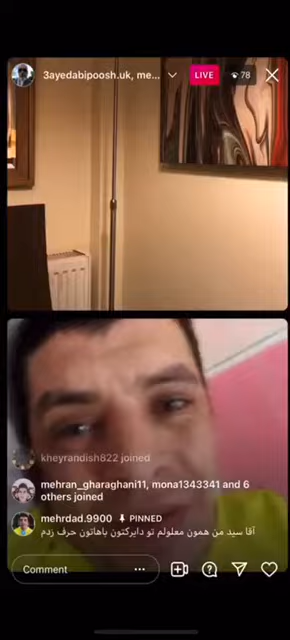 3ayedabipoosh.uk, me...
LIVE
78
kheyrandish822 joined
mehran_gharaghani11, mona1343341 and 6
others joined
mehrdad.9900 PINNED
آقا سید من همون معلولم تو دایرکتون باهاتون حرف زدم
Comment